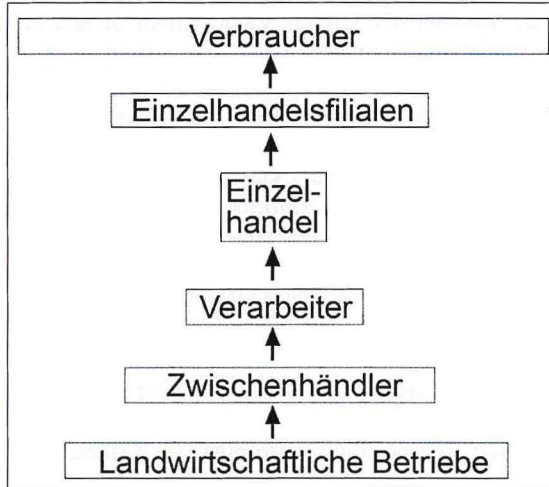 Verbraucher
Einzelhandelsfilialen
Einzel-
handel
Verarbeiter
Zwischenhändler
Landwirtschaftliche Betriebe